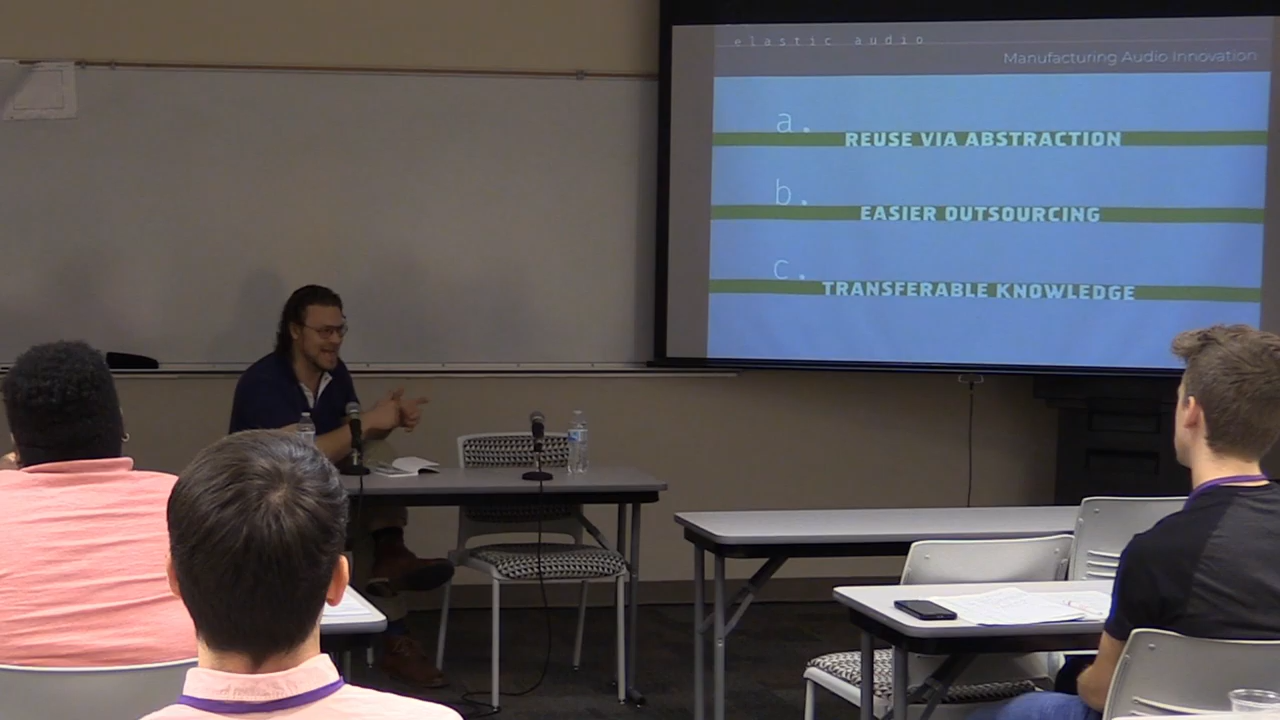 elastic audio
Manufacturing Audio Innovation
a.
REUSE VIA ABSTRACTION
b.
EASIER OUTSOURCING
c.
TRANSFERABLE KNOWLEDGE